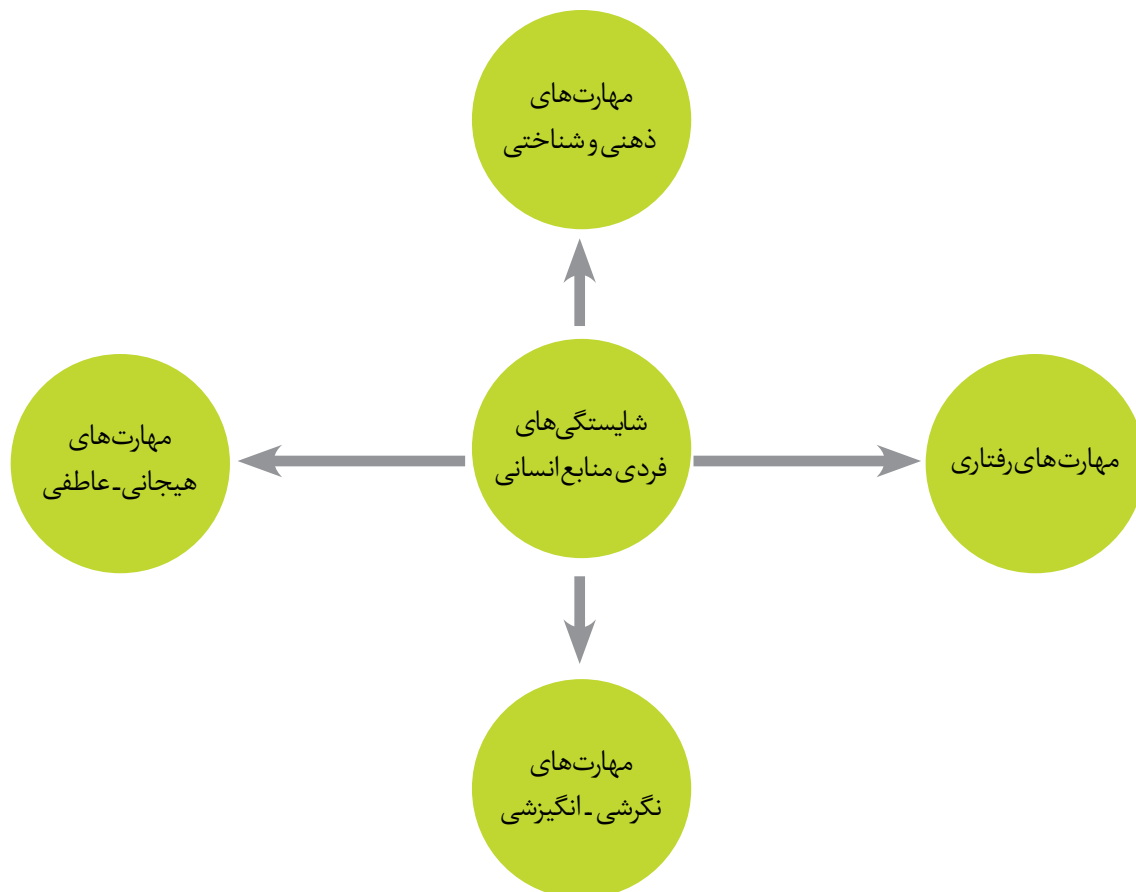 مهارت‌های
ذهنی و شناختی
شایستگی‌های
فردی منابع انسانی
مهارت‌های رفتاری
مهارت‌های
هیجانی ـ عاطفی
مهارت‌های
نگرشی ـ انگیزشی